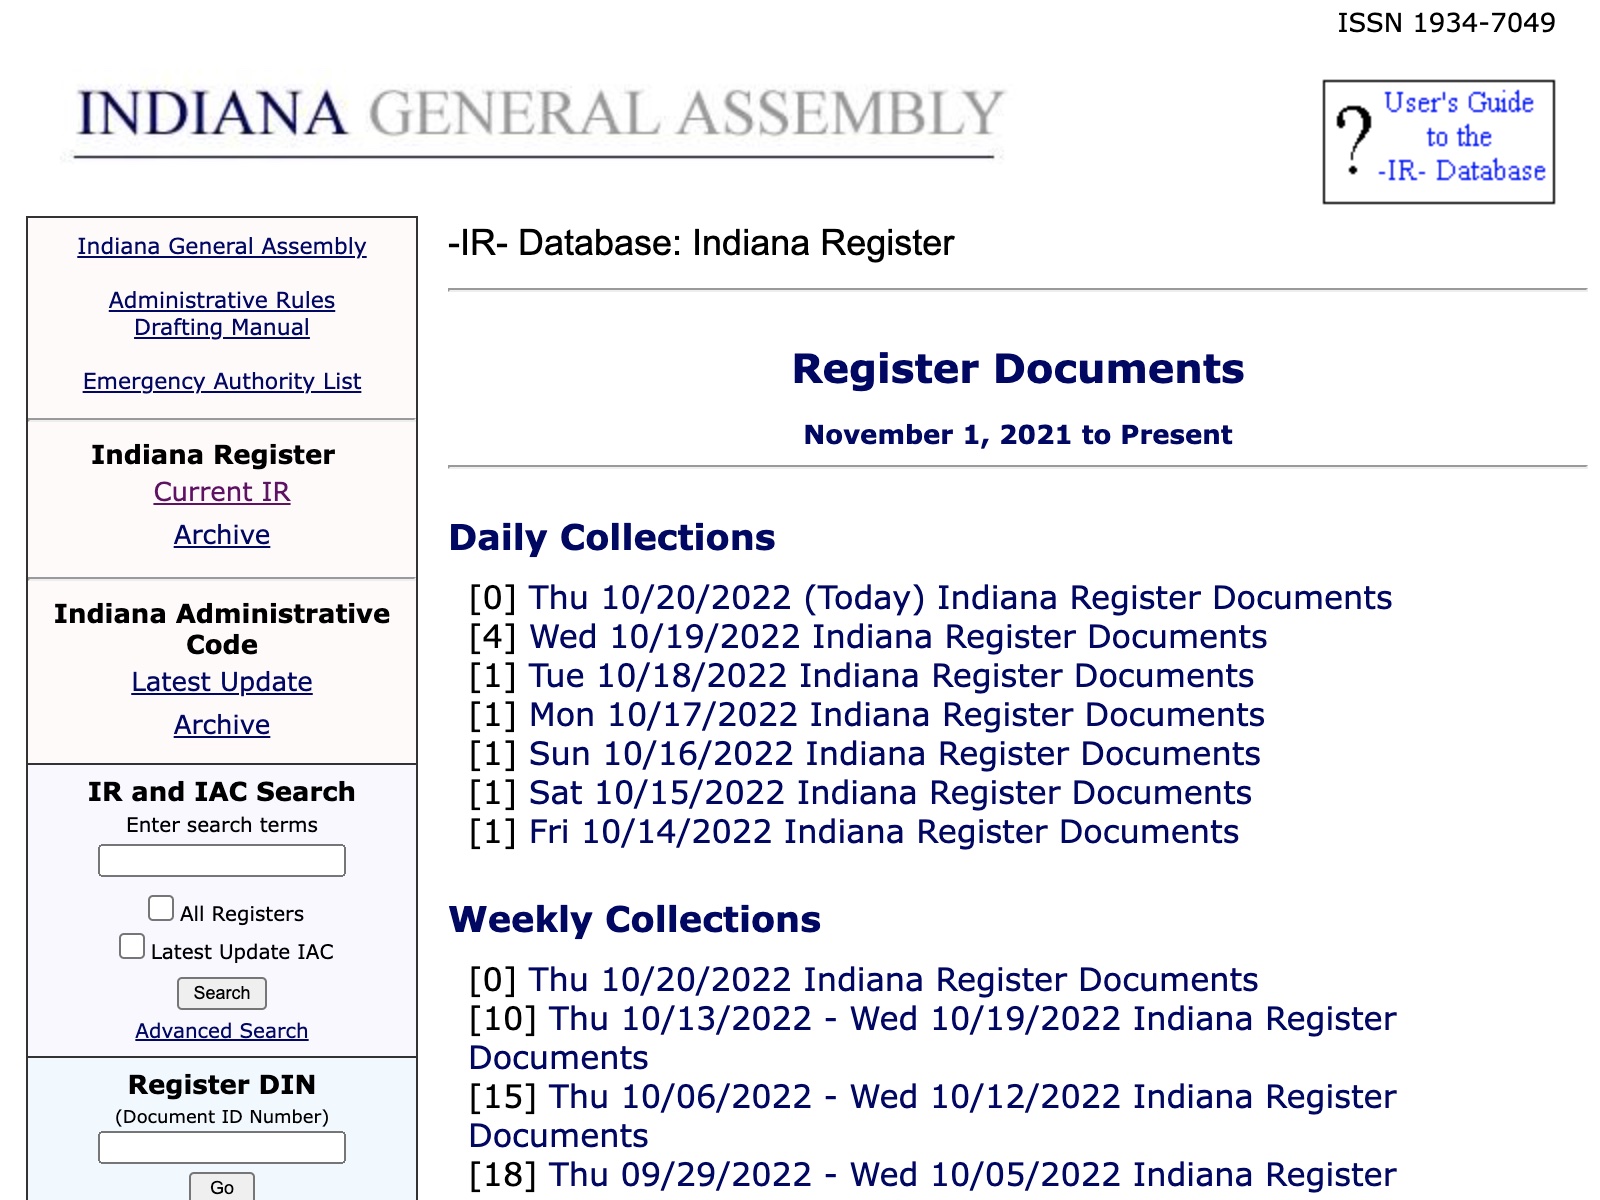 ISSN 1934-7049
INDIANA GENERAL ASSEMBLY
?
User's Guide
to the
-IR- Database
Indiana General Assembly
Administrative Rules
Drafting Manual
Emergency Authority List
Indiana Register
Current IR
Archive
Indiana Administrative
Code
Latest Update
Archive
IR and IAC Search
Enter search terms
All Registers
Latest Update IAC
Search
Advanced Search
Register DIN
(Document ID Number)
Go
-IR- Database: Indiana Register
Register Documents
November 1, 2021 to Present
Daily Collections
[0] Thu 10/20/2022 (Today) Indiana Register Documents
[4] Wed 10/19/2022 Indiana Register Documents
[1] Tue 10/18/2022 Indiana Register Documents
[1] Mon 10/17/2022 Indiana Register Documents
[1] Sun 10/16/2022 Indiana Register Documents
[1] Sat 10/15/2022 Indiana Register Documents
[1] Fri 10/14/2022 Indiana Register Documents
Weekly Collections
[0] Thu 10/20/2022 Indiana Register Documents
[10] Thu 10/13/2022 - Wed 10/19/2022 Indiana Register
Documents
[15] Thu 10/06/2022 - Wed 10/12/2022 Indiana Register
Documents
[18] Thu 09/29/2022 - Wed 10/05/2022 Indiana Register